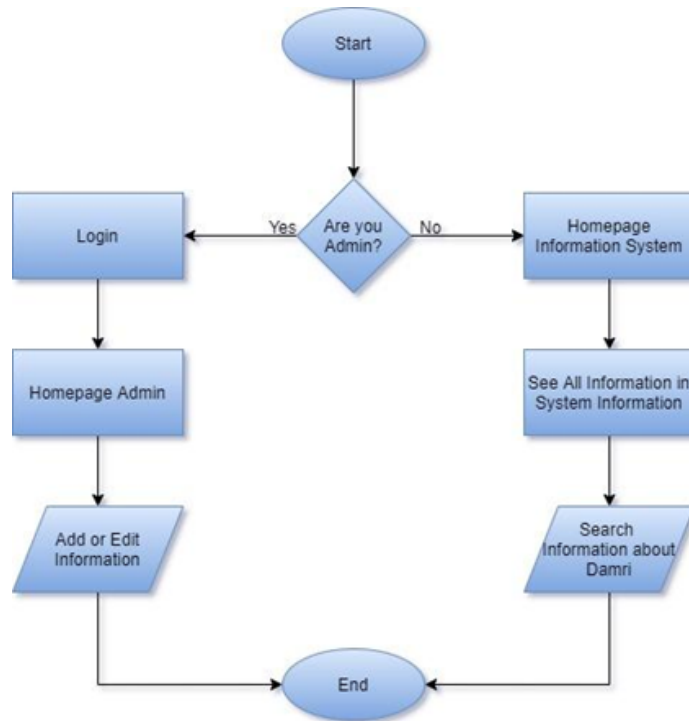 Start
Are you
Admin?
Yes
No
Login
Homepage
Information System
Homepage Admin
See All Information in
System Information
Add or Edit
Information
Search
Information about
Damri
End